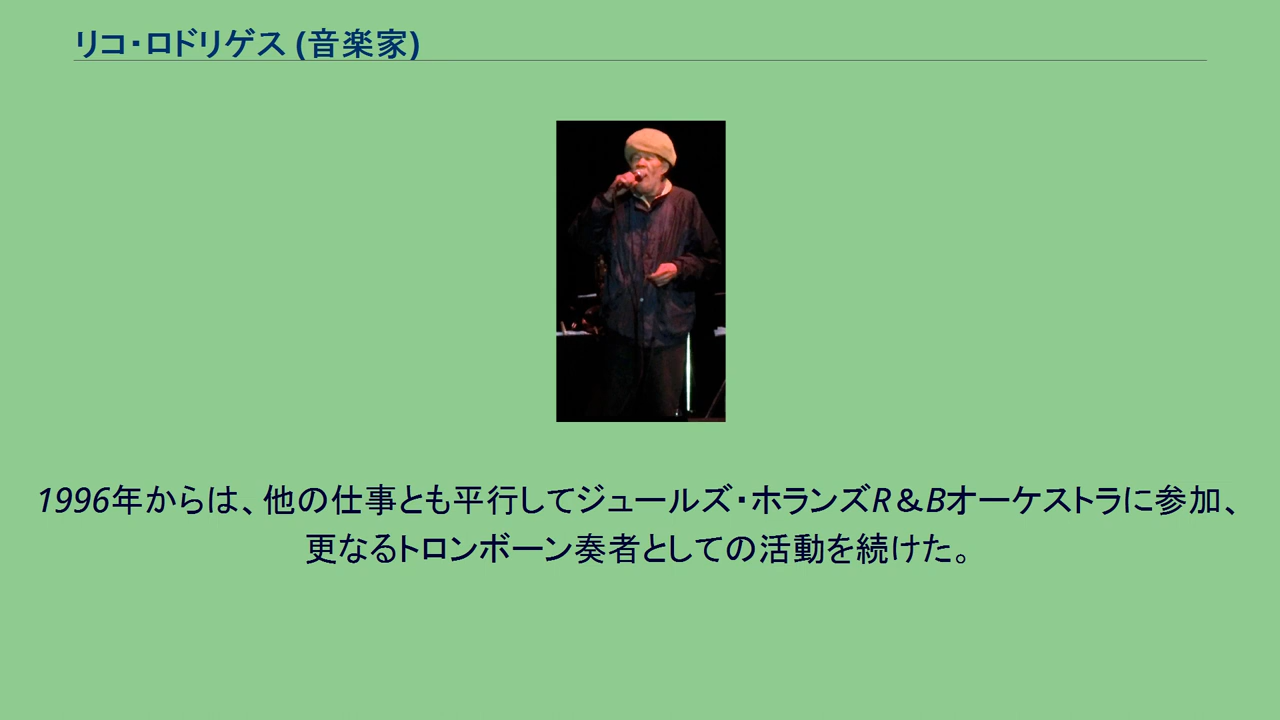 リコ・ロドリゲス (音楽家)
1996年からは、他の仕事とも平行してジュールズ・ホランズR＆Bオーケストラに参加、
更なるトロンボーン奏者としての活動を続けた。